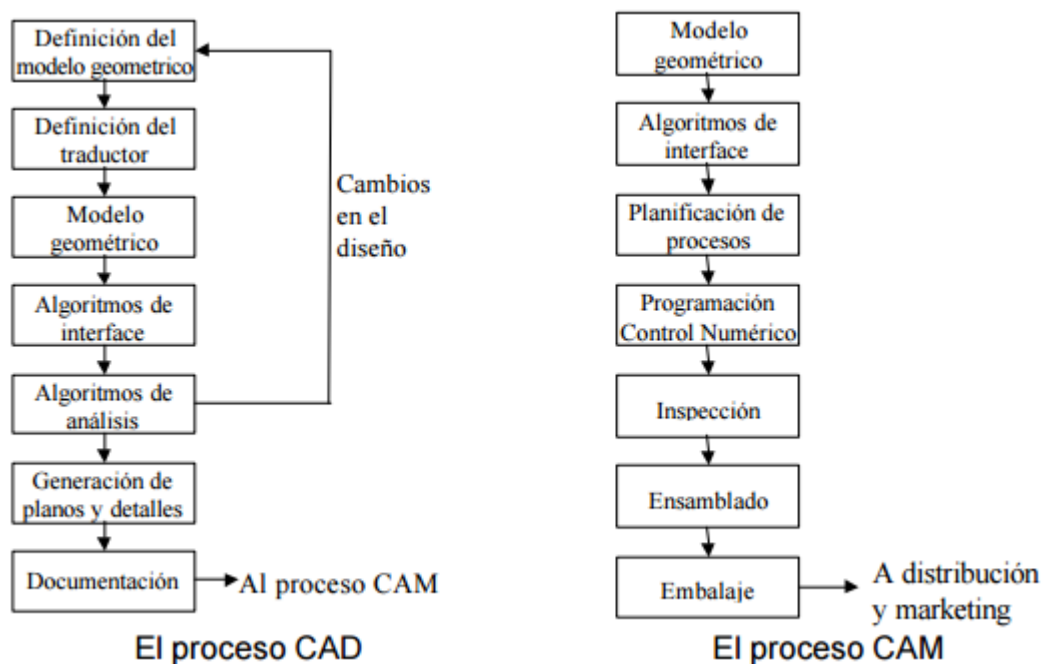 Definición del
modelo geometrico
Definición del
traductor
Modelo
geométrico
Algoritmos de
interface
Algoritmos de
análisis
Generación de
planos y detalles
Documentación
Cambios
en el
diseño
Al proceso CAM
El proceso CAD
Modelo
geométrico
Algoritmos de
interface
Planificación de
procesos
Programación
Control Numérico
Inspección
Ensamblado
Embalaje
A distribución
y marketing
El proceso CAM